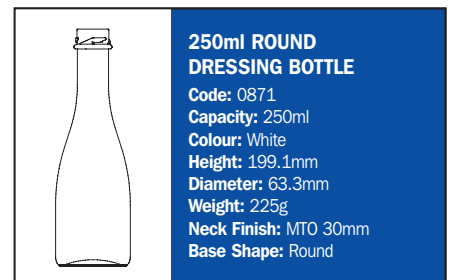 250ml ROUND
DRESSING BOTTLE
Code: 0871
Capacity: 250ml
Colour: White
Height: 199.1mm
Diameter: 63.3mm
Weight: 225g
Neck Finish: MTO 30mm
Base Shape: Round